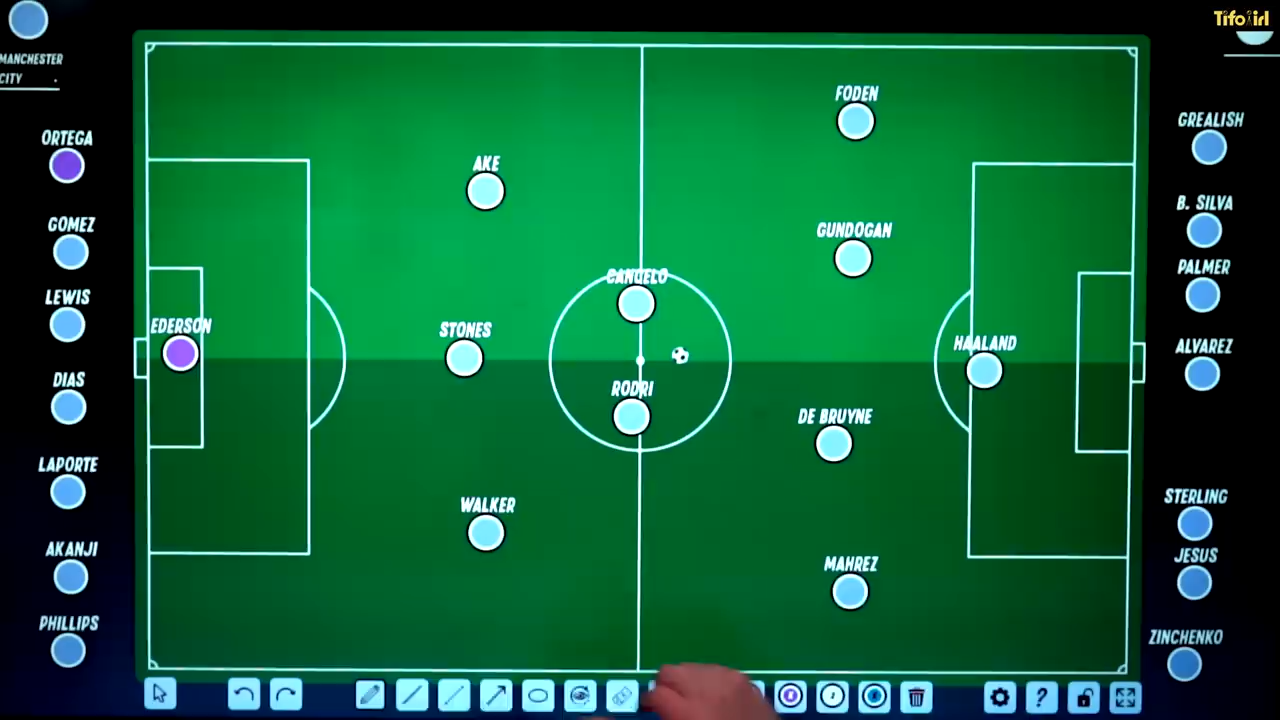 Tifo irl
MANCHESTER
CITY
ORTEGA
GOMEZ
LEWIS
DIAS
LAPORTE
AKANJI
PHILLIPS
EDERSON
AKE
STONES
WALKER
CANCELO
RODRI
FODEN
GUNDOGAN
DE BRUYNE
MAHREZ
HAALAND
GREALISH
B. SILVA
PALMER
ALVAREZ
STERLING
JESUS
ZINCHENKO
?